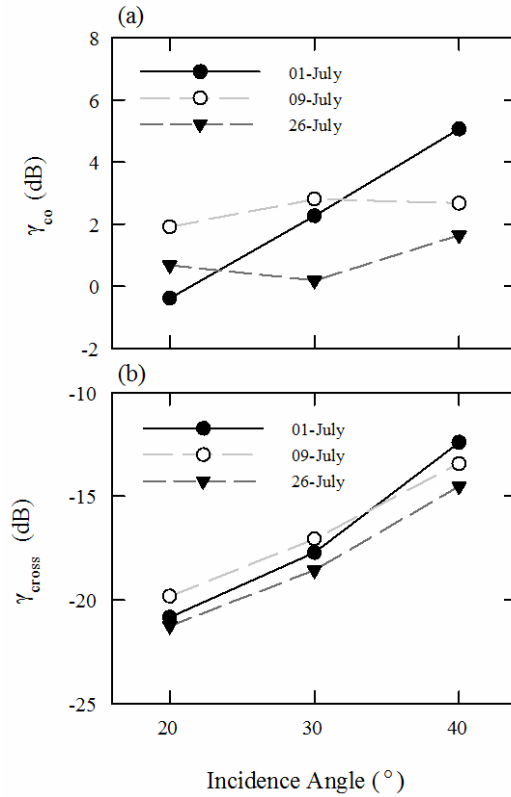 (a)
8
6
4
2
0
-2
γco (dB)
01-July
09-July
26-July
(b)
-10
-15
-20
-25
γcross (dB)
01-July
09-July
26-July
20 30 40
Incidence Angle (°)